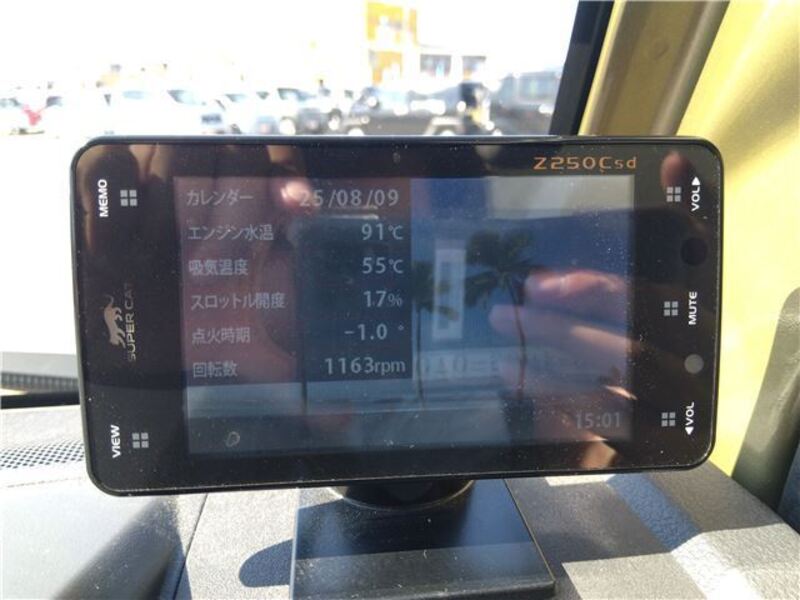 Z250Csd
MEMO
カレンダー 25/08/09
エンジン水温 91℃
吸気温度 55℃
スロットル開度 17%
点火時期 -1.0 °
回転数 1163rpm
15:01
SUPER CAT
VIEW
VOL▶
MUTE
◀VOL